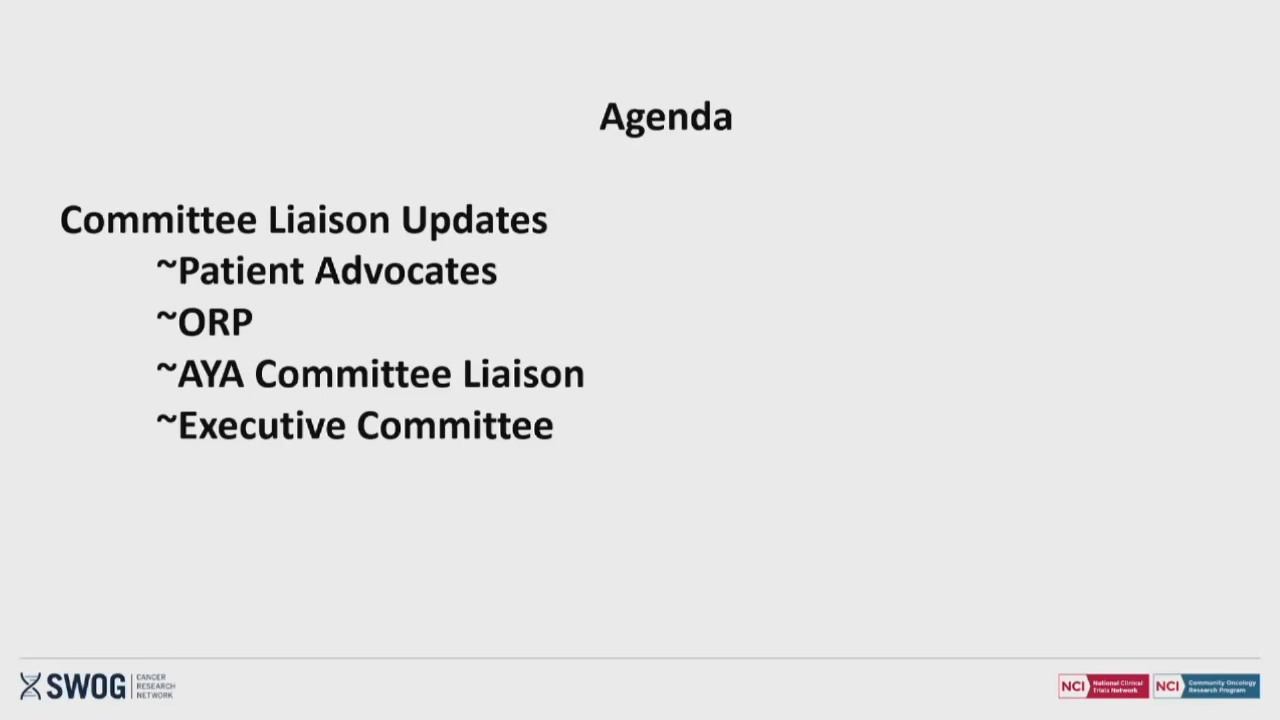 Agenda
Committee Liaison Updates
~Patient Advocates
~ORP
~AYA Committee Liaison
~Executive Committee
SWOG
CANCER
RESEARCH
NETWORK
NCI
National Clinical
Trials Network
NCI
Community Oncology
Research Program